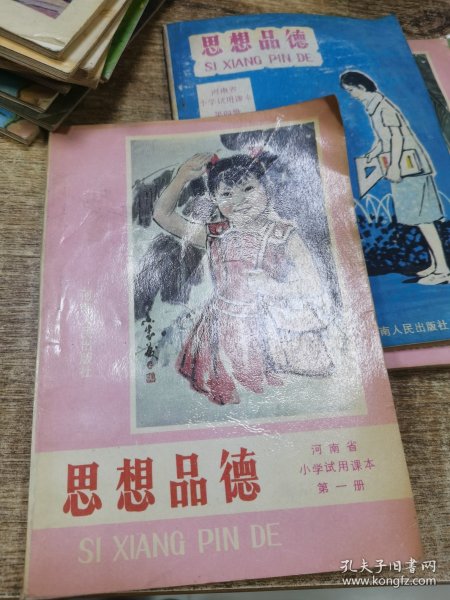 思想品德
SI XIANG PIN DE
河南省
小学试用课本
南人民出版社
思想品德
SI XIANG PIN DE
河南省
小学试用课本
第一册
孔夫子旧书网
www.kongfz.com